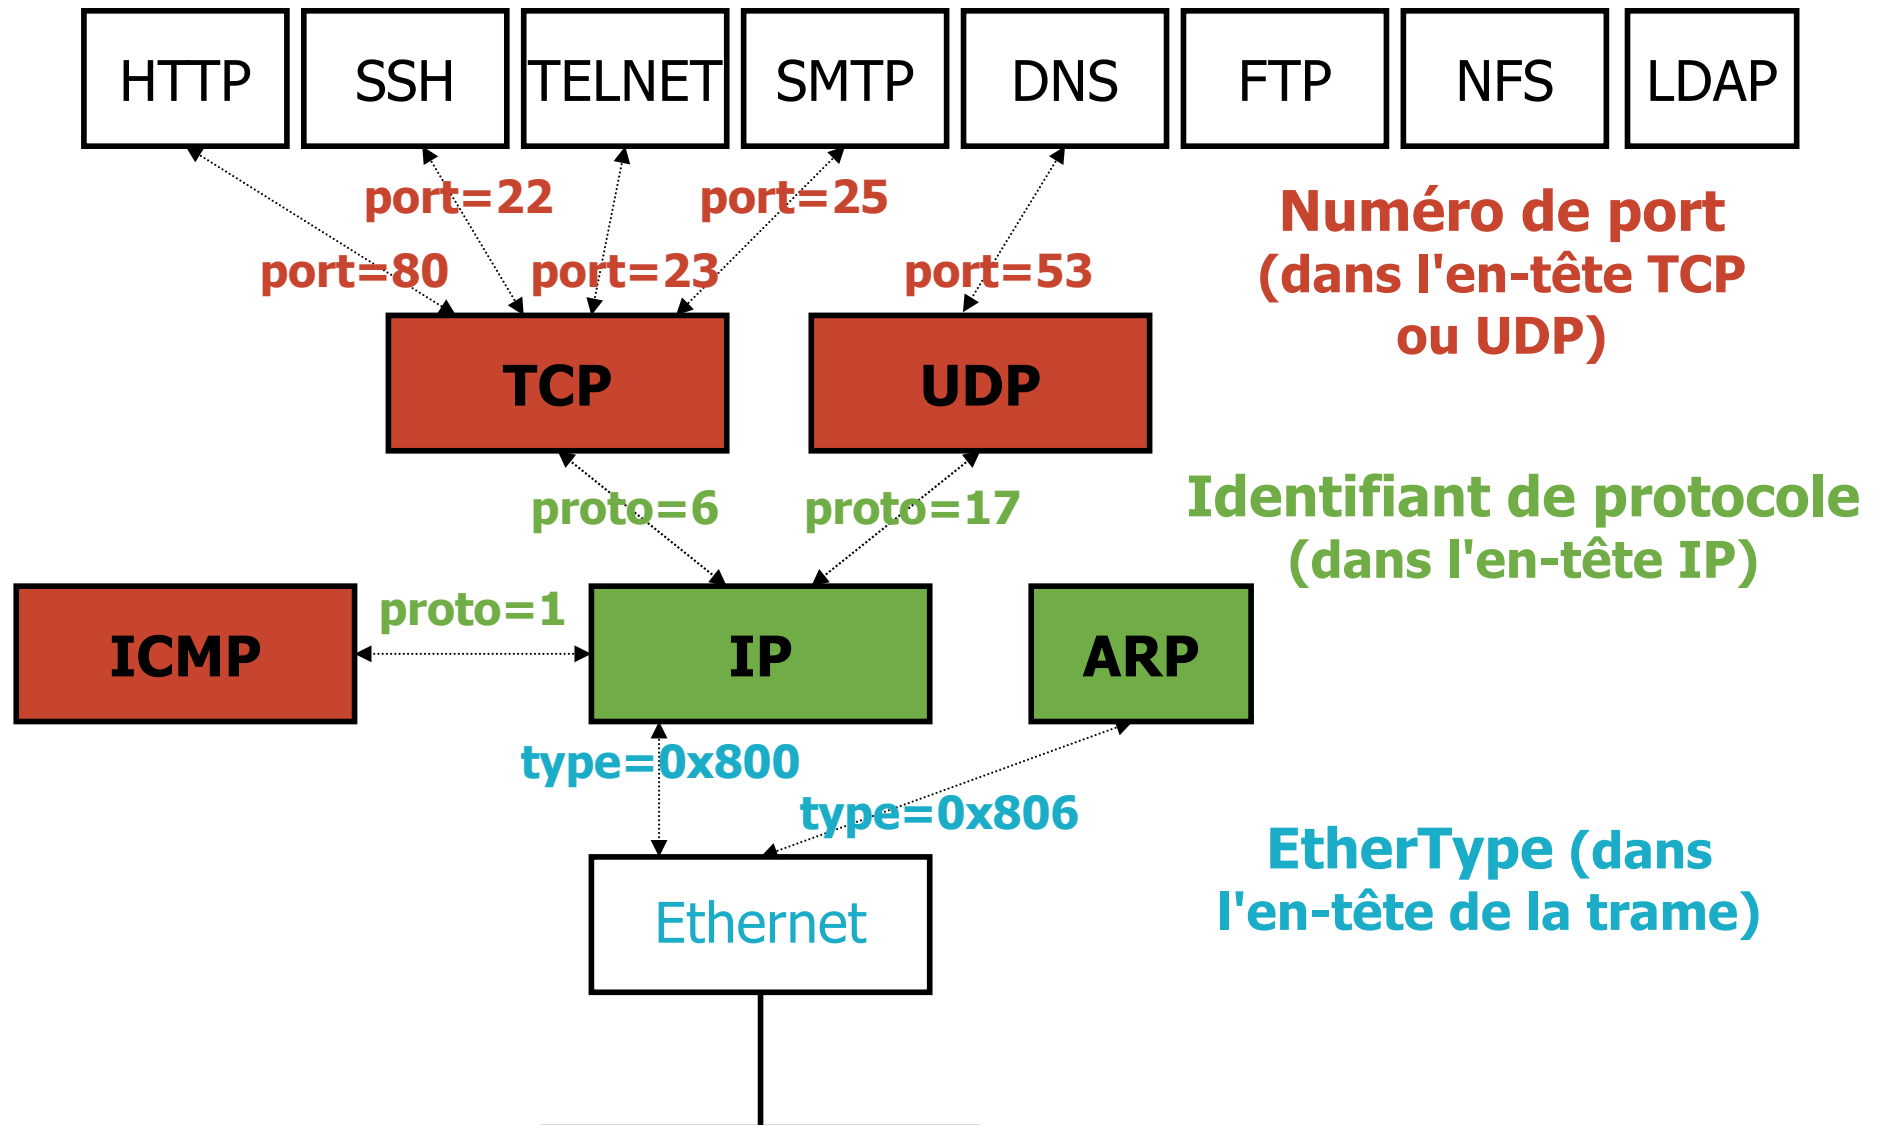 HTTP SSH TELNET SMTP DNS FTP NFS LDAP
port=22 port=25
port=80 port=23 port=53
Numéro de port
(dans l'en-tête TCP
ou UDP)
TCP UDP
proto=6 proto=17
Identifiant de protocole
(dans l'en-tête IP)
proto=1
ICMP IP ARP
type=0x800
type=0x806
EtherType (dans
l'en-tête de la trame)
Ethernet